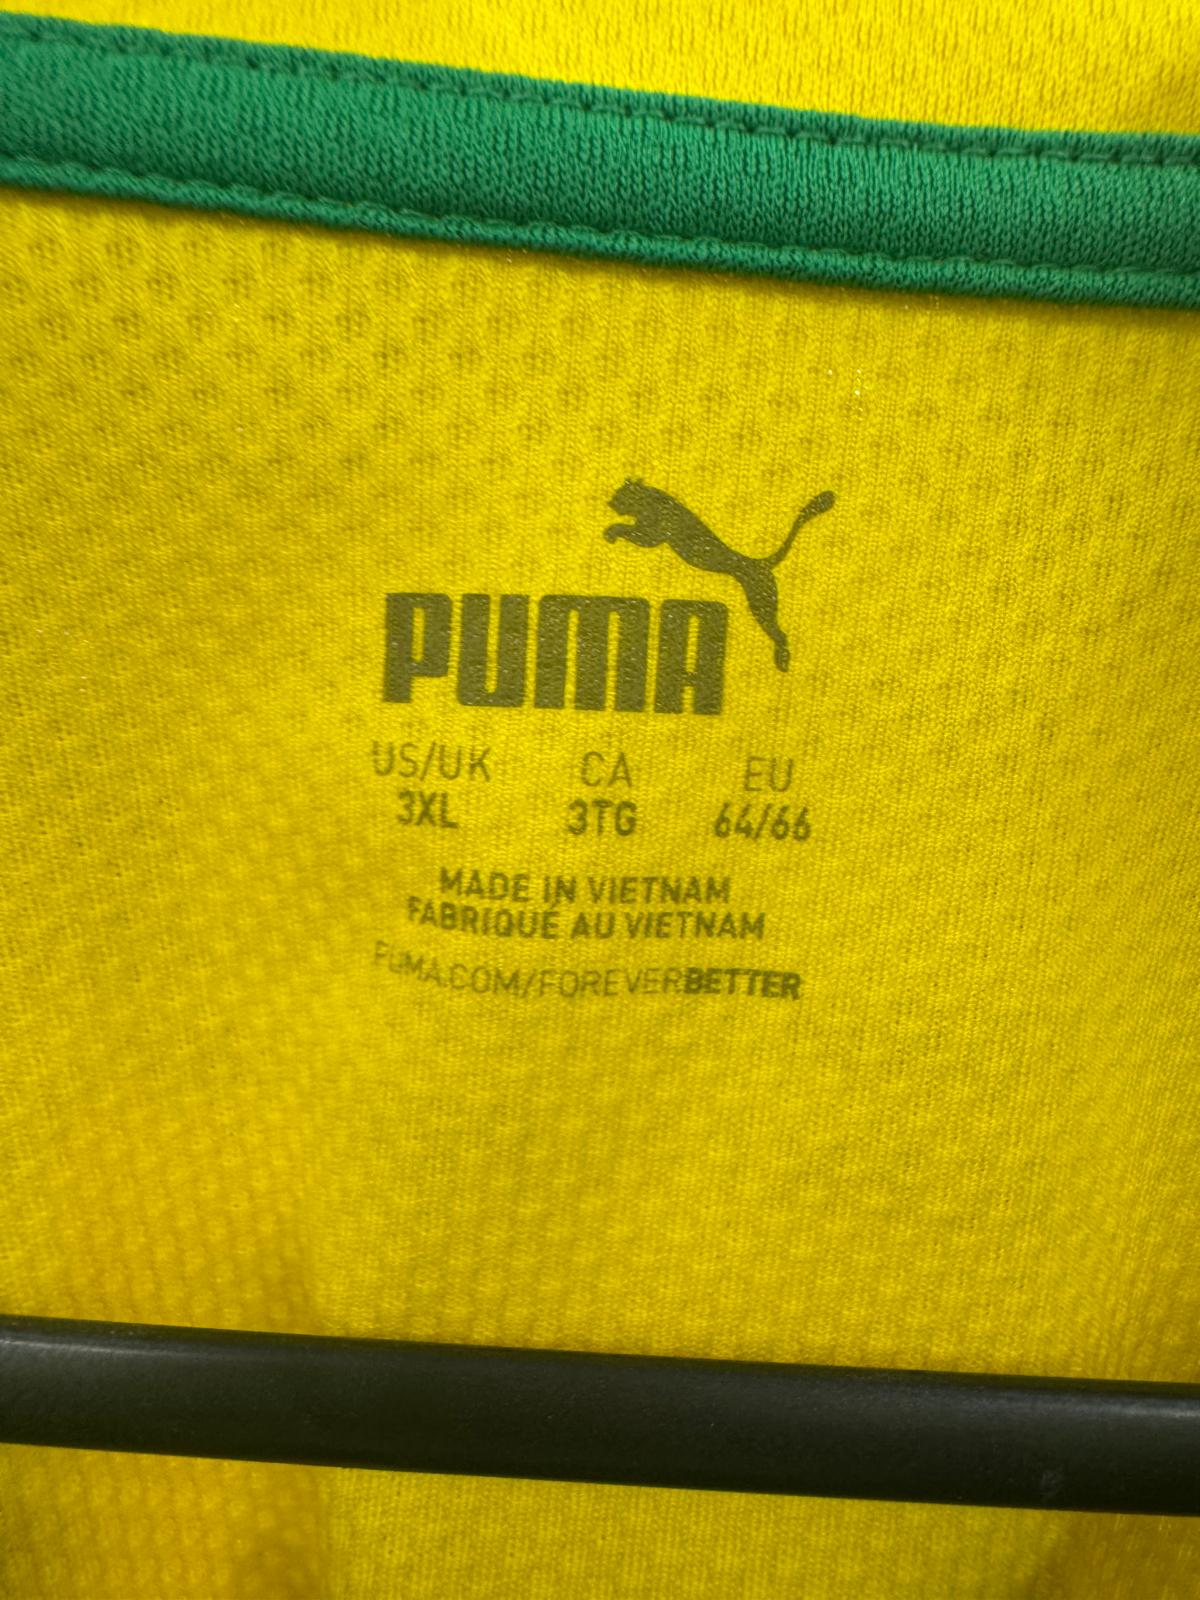 PUMA
US/UK CA EU
3XL 3TG 64/66
MADE IN VIETNAM
FABRIQUÉ AU VIETNAM
PUMA.COM/FOREVERBETTER